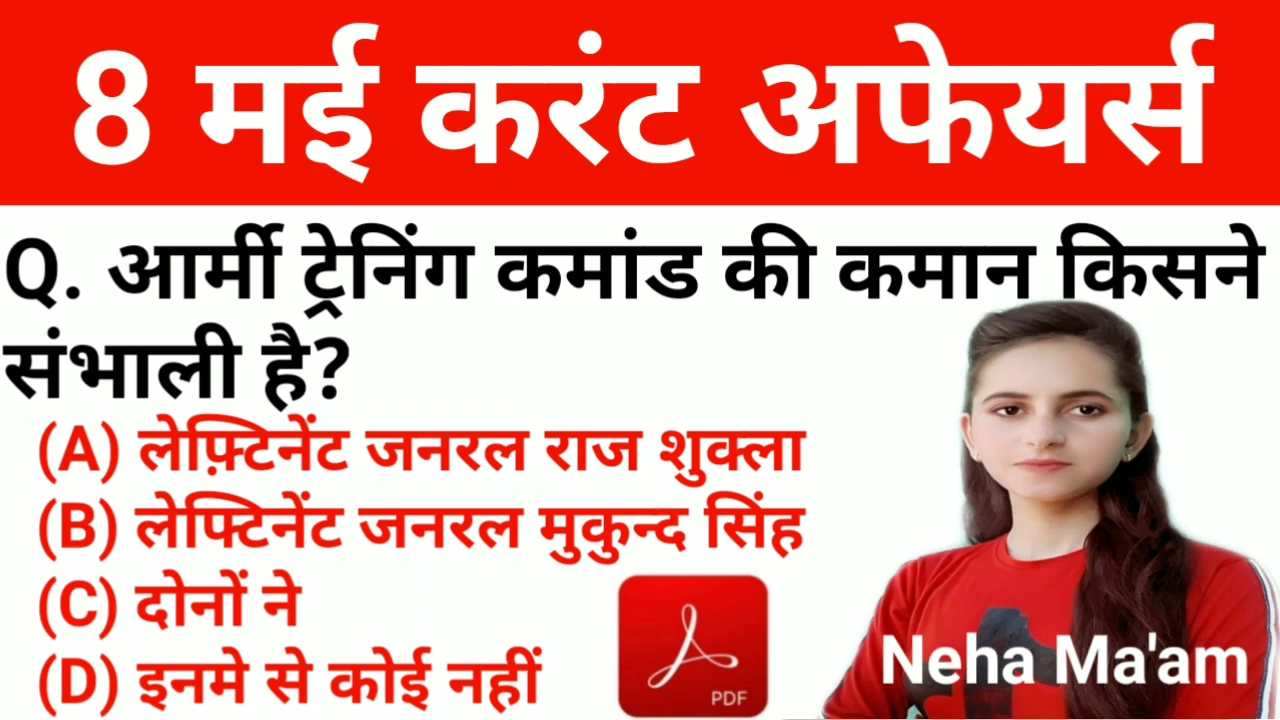 8 मई करंट अफेयर्स
Q. आर्मी ट्रेनिंग कमांड की कमान किसने
संभाली है?
(A) लेफ़्टिनेंट जनरल राज शुक्ला
(B) लेफ्टिनेंट जनरल मुकुन्द सिंह
(C) दोनों ने
(D) इनमे से कोई नहीं
PDF
Neha Ma'am